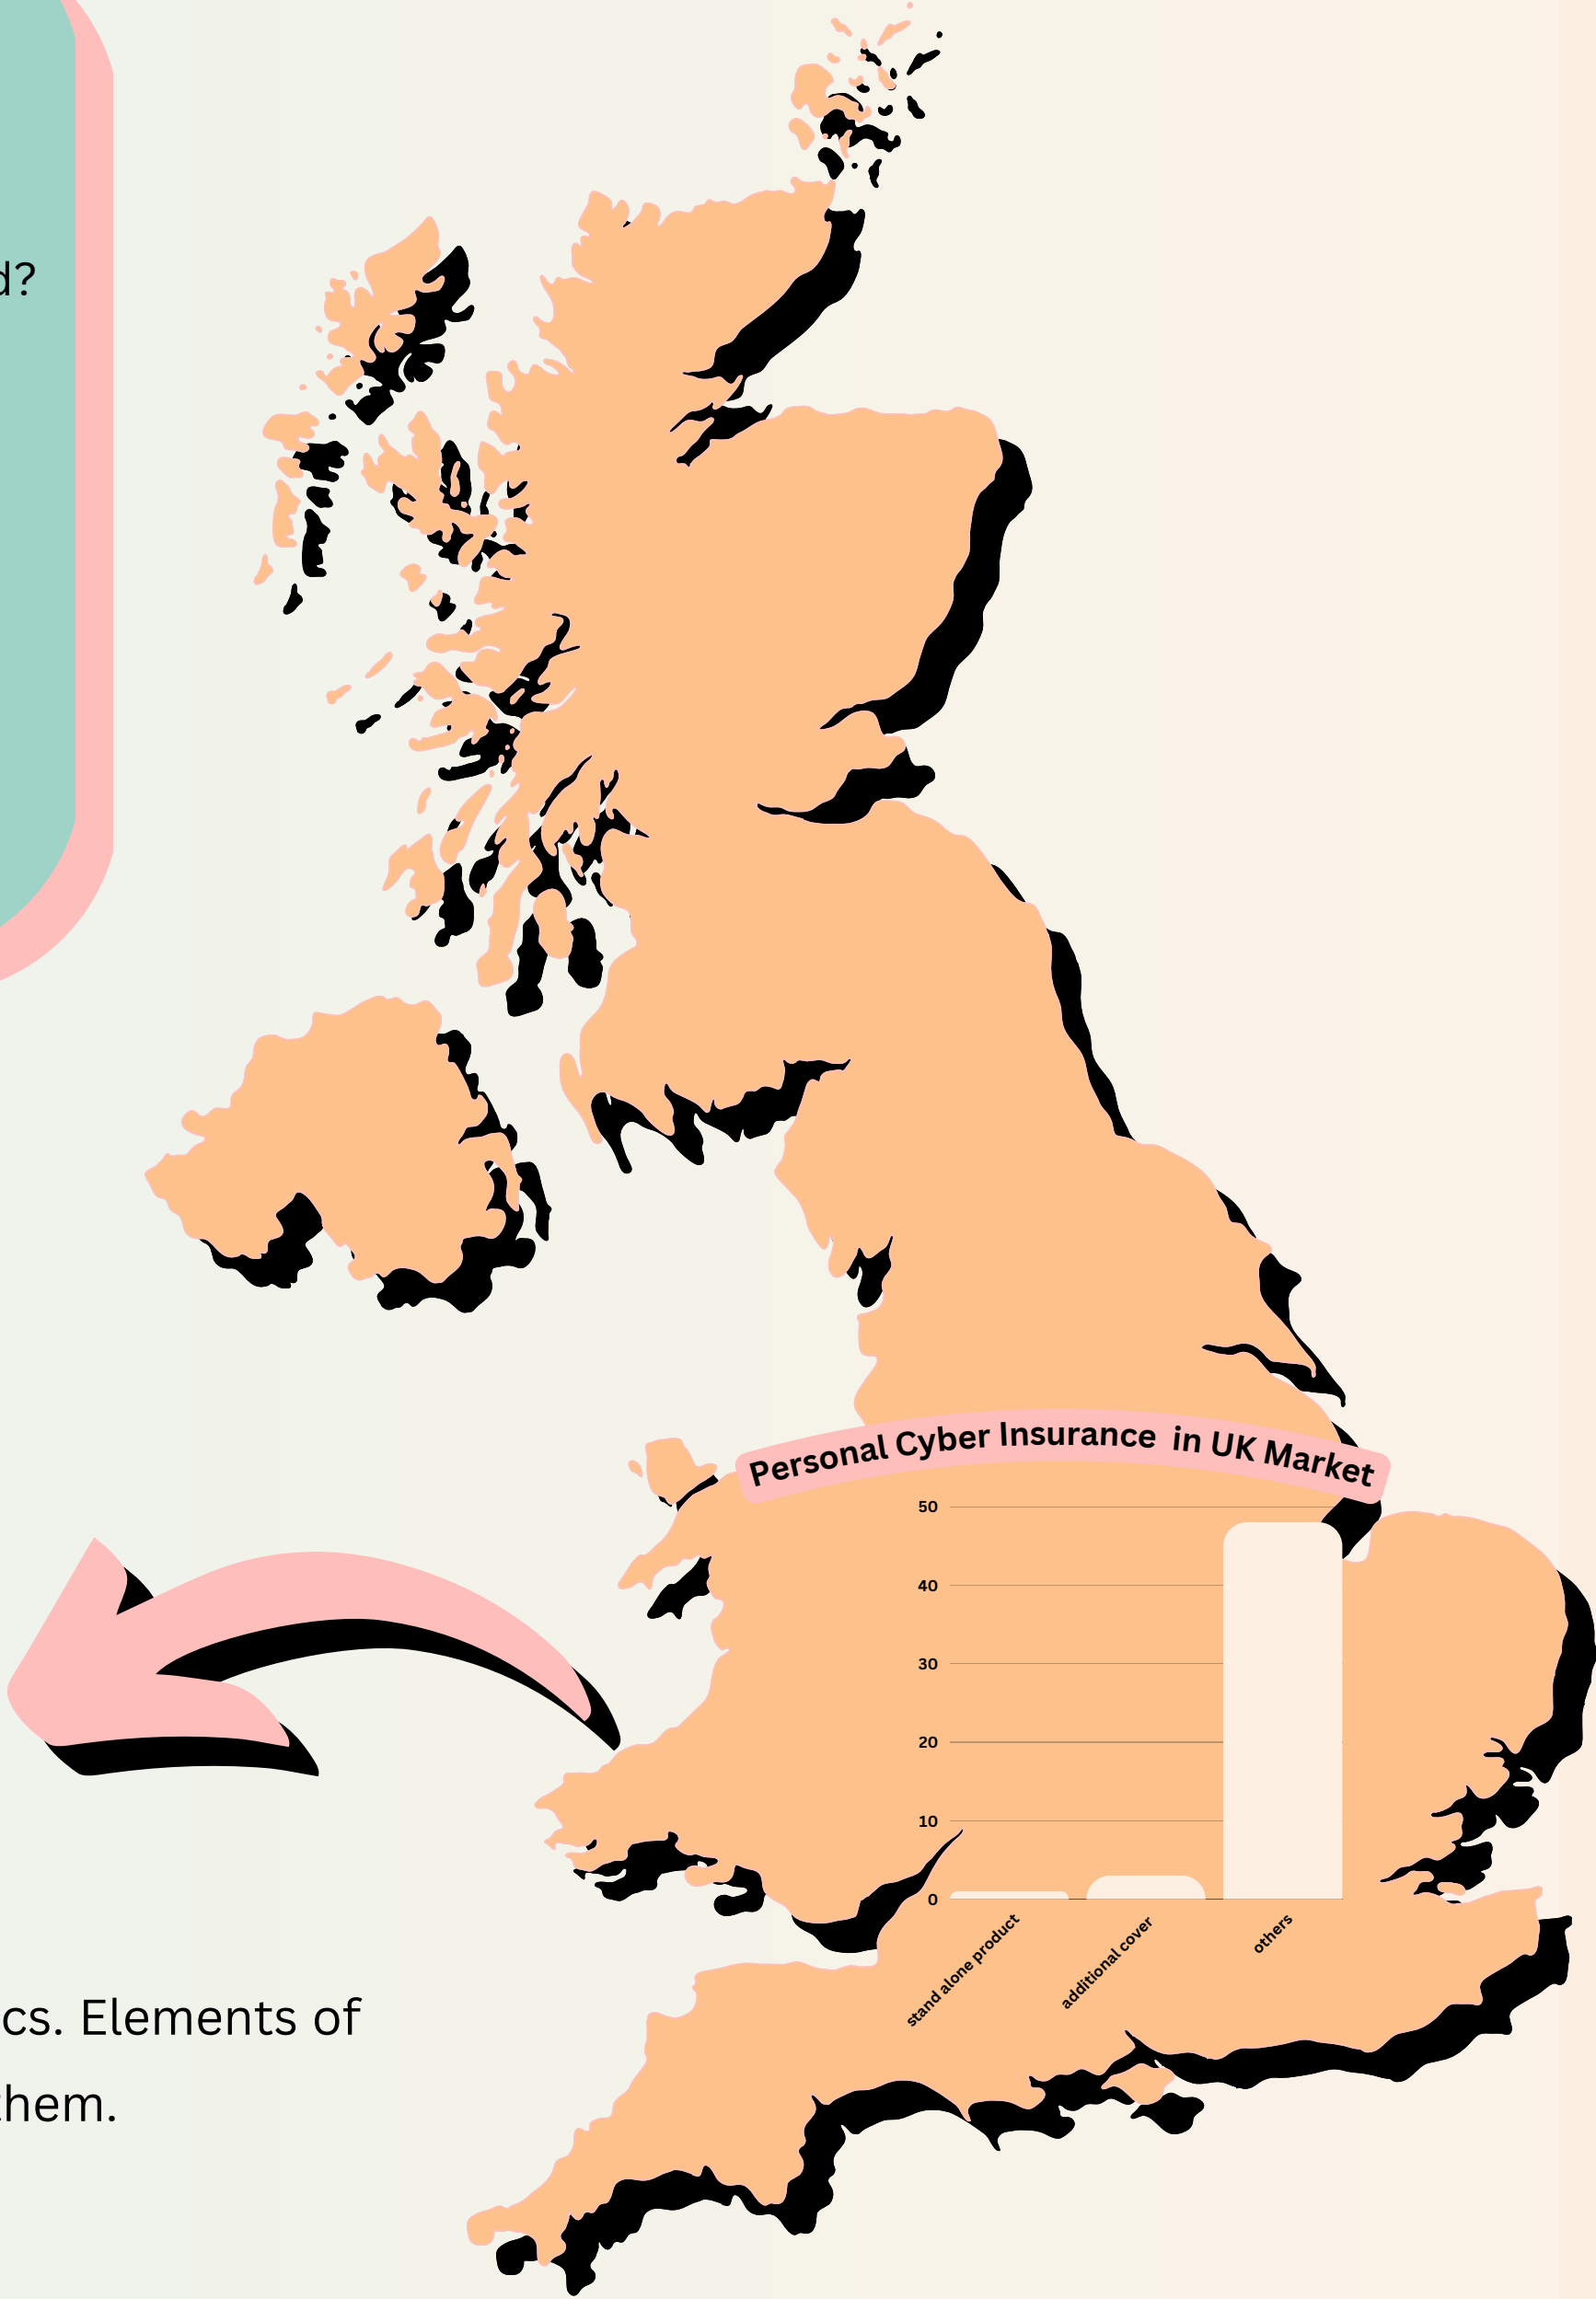 d?
Personal Cyber Insurance in UK Market
50
40
30
20
10
0
stand alone product
additional cover
others
cs. Elements of
hem.